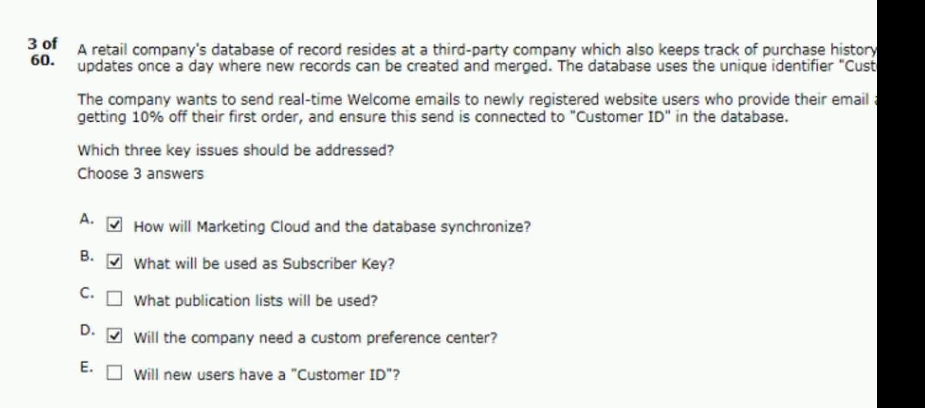 3 of
60.
A retail company's database of record resides at a third-party company which also keeps track of purchase history
updates once a day where new records can be created and merged. The database uses the unique identifier "Cust
The company wants to send real-time Welcome emails to newly registered website users who provide their email
getting 10% off their first order, and ensure this send is connected to "Customer ID" in the database.
Which three key issues should be addressed?
Choose 3 answers
A. How will Marketing Cloud and the database synchronize?
B. What will be used as Subscriber Key?
C. What publication lists will be used?
D. Will the company need a custom preference center?
E. Will new users have a "Customer ID"?